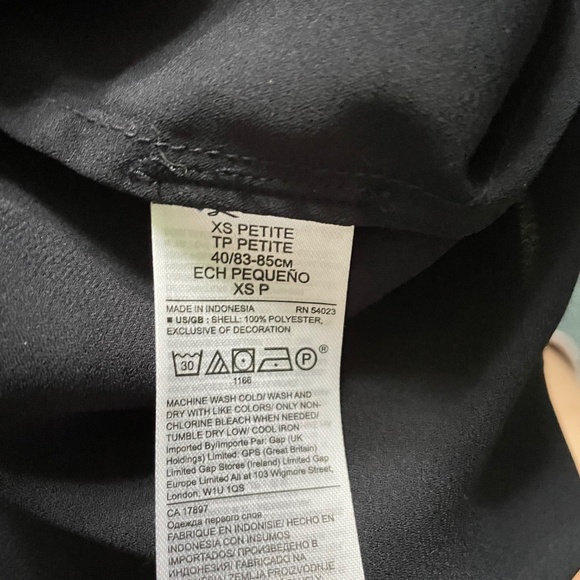 XS PETITE
TP PETITE
40/83-85CM
ECH PEQUEÑO
XS P
MADE IN INDONESIA RN 54023
■ US/GB : SHELL: 100% POLYESTER,
EXCLUSIVE OF DECORATION
30 P ®
1166
MACHINE WASH COLD/ WASH AND
DRY WITH LIKE COLORS/ ONLY NON-
CHLORINE BLEACH WHEN NEEDED/
TUMBLE DRY LOW/ COOL IRON
Imported By/Importe Par: Gap (UK
Holdings) Limited: GPS (Great Britain)
Limited Gap Stores (Ireland) Limited Gap
Europe Limited All at 103 Wigmore Street,
London, W1U 1QS
CA 17897
Одежда первого слоя
FABRIQUE EN INDONESIE/ HECHO EN
INDONESIA CON INSUMOS
IMPORTADOS/ ПРОИЗВЕДЕНО В
ИНДОНЕЗИЯ/ FABRICADO NA